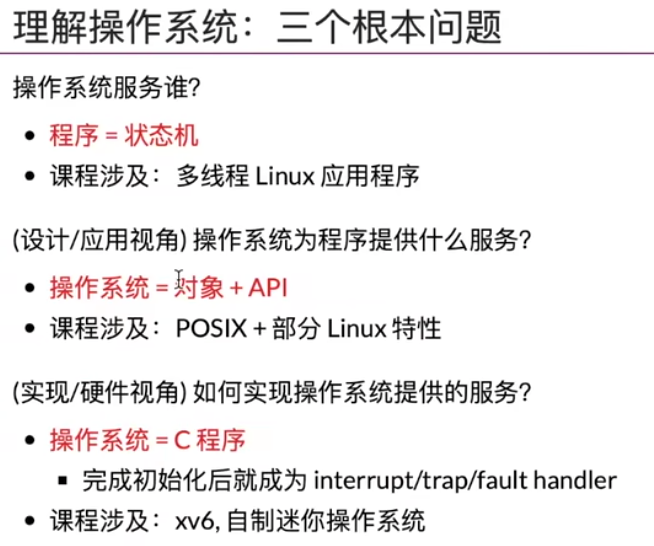 理解操作系统：三个根本问题
操作系统服务谁？
• 程序 = 状态机
• 课程涉及：多线程 Linux 应用程序
(设计/应用视角) 操作系统为程序提供什么服务？
• 操作系统 = 对象 + API
• 课程涉及：POSIX + 部分 Linux 特性
(实现/硬件视角) 如何实现操作系统提供的服务？
• 操作系统 = C 程序
▪ 完成初始化后就成为 interrupt/trap/fault handler
• 课程涉及：xv6, 自制迷你操作系统